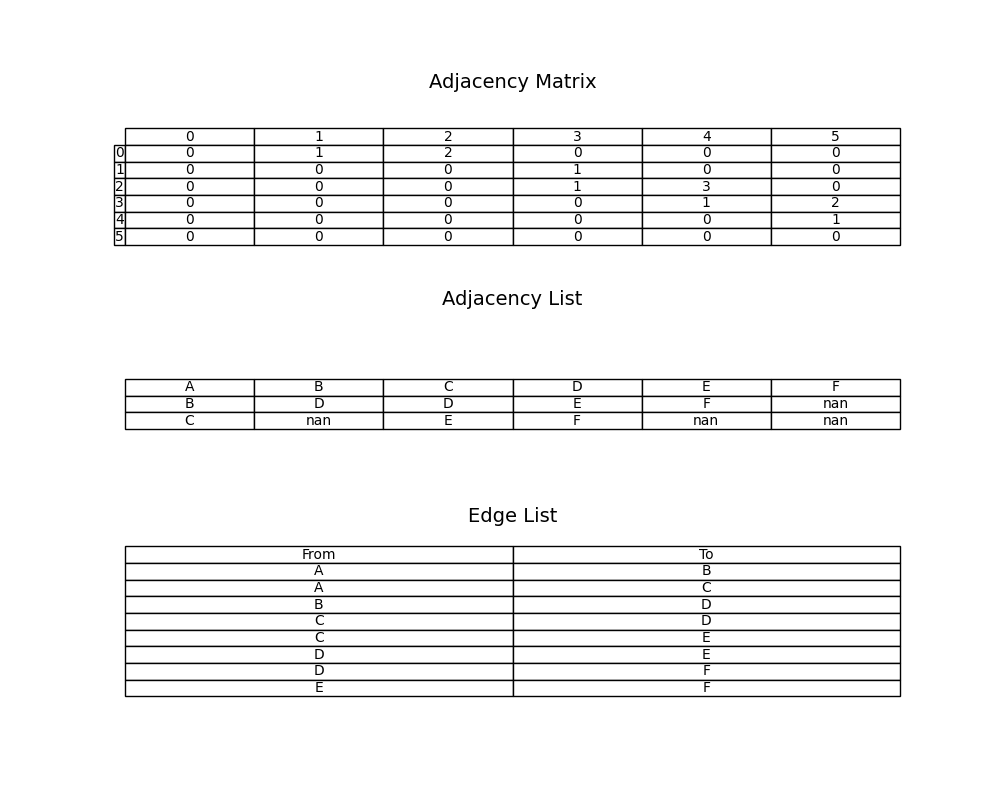 Adjacency Matrix
0 1 2 3 4 5
0 0 1 2 0 0 0
1 0 0 0 1 0 0
2 0 0 0 1 3 0
3 0 0 0 0 1 2
4 0 0 0 0 0 1
5 0 0 0 0 0 0
Adjacency List
A B C D E F
B D D E F nan
C nan E F nan nan
Edge List
From To
A B
A C
B D
C D
C E
D E
D F
E F